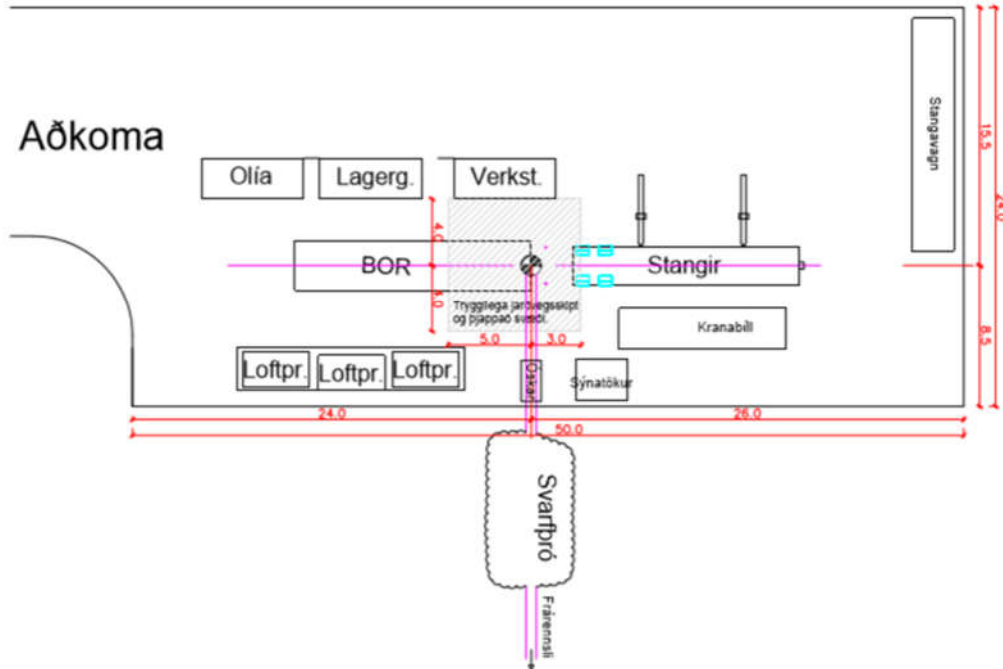 Aðkoma
Olía
Lagerg.
Verkst.
Stangavagn
15.5
24.0
4.0
BOR
Stangir
4.0
Tryggilega jarðvegsskipt
og þjappað svæði.
Kranabíll
8.5
5.0
3.0
Loftpr.
Loftpr.
Loftpr.
Sýnatökur
24.0
26.0
50.0
Svarfþró
Frárennsli